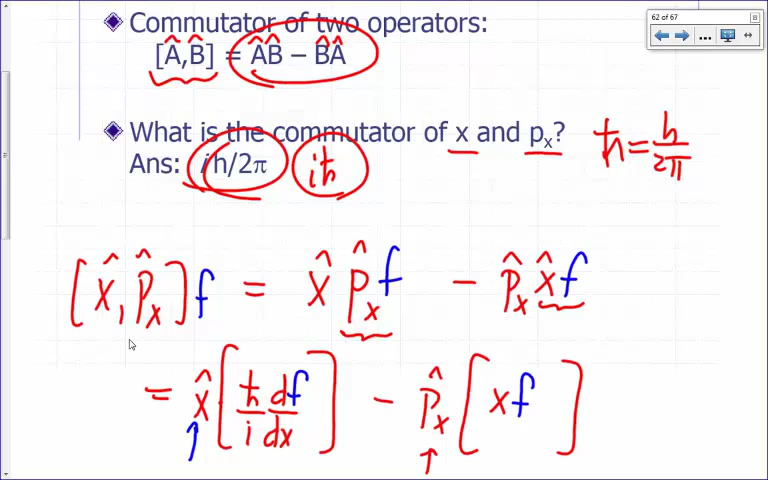 Commutator of two operators:
[Â,B̂] = ÂB̂ – B̂Â
62 of 67
...
What is the commutator of x and pₓ?
Ans: ih/2π
iħ
ħ = h/2π
[x̂, p̂ₓ]f = x̂ p̂ₓ f − p̂ₓ x̂ f
= x̂ [ħ/i df/dx] − p̂ₓ [xf]